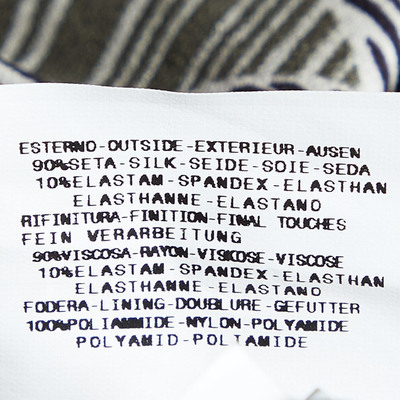 ESTERNO-OUTSIDE-EXTERIEUR-AUSEN
90%SETA-SILK-SEIDE-SOIE-SEDA
10%ELASTAM-SPANDEX-ELASTHAN
ELASTHANNE-ELASTANO
RIFINITURA-FINITION-FINAL TOUCHES
FEIN VERARBEITUNG
90%VISCOSA-RAYON-VISKOSE-VISCOSE
10%ELASTAM-SPANDEX-ELASTHAN
ELASTHANNE-ELASTANO
FODERA-LINING-DOUBLURE-GEFUTTER
100%POLIAMMIDE-NYLON-POLYAMIDE
POLYAMID-POLIAMIDE